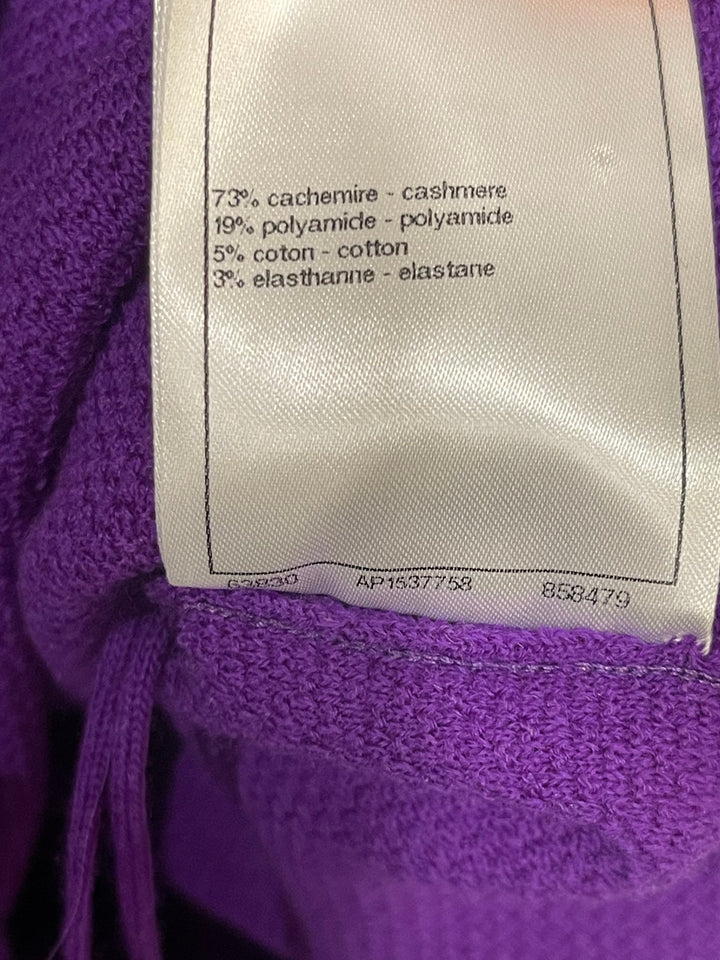 73% cachemire - cashmere
19% polyamide - polyamide
5% coton - cotton
3% elasthanne - elastane
AP1537758 858479